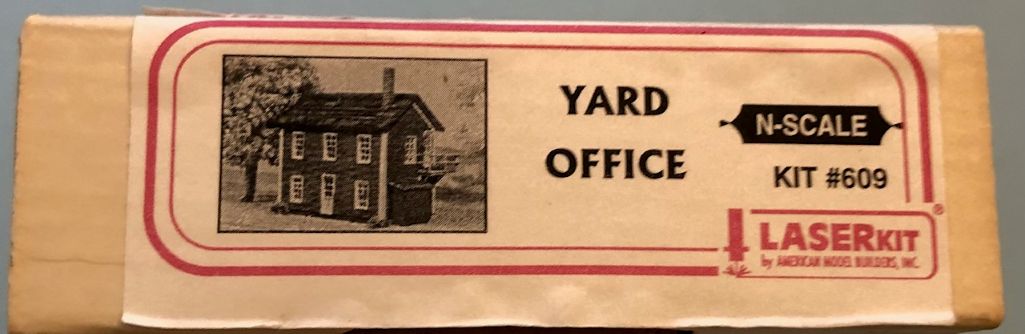 YARD
OFFICE
N-SCALE
KIT #609
LASERKIT®
by AMERICAN MODEL BUILDERS, INC.